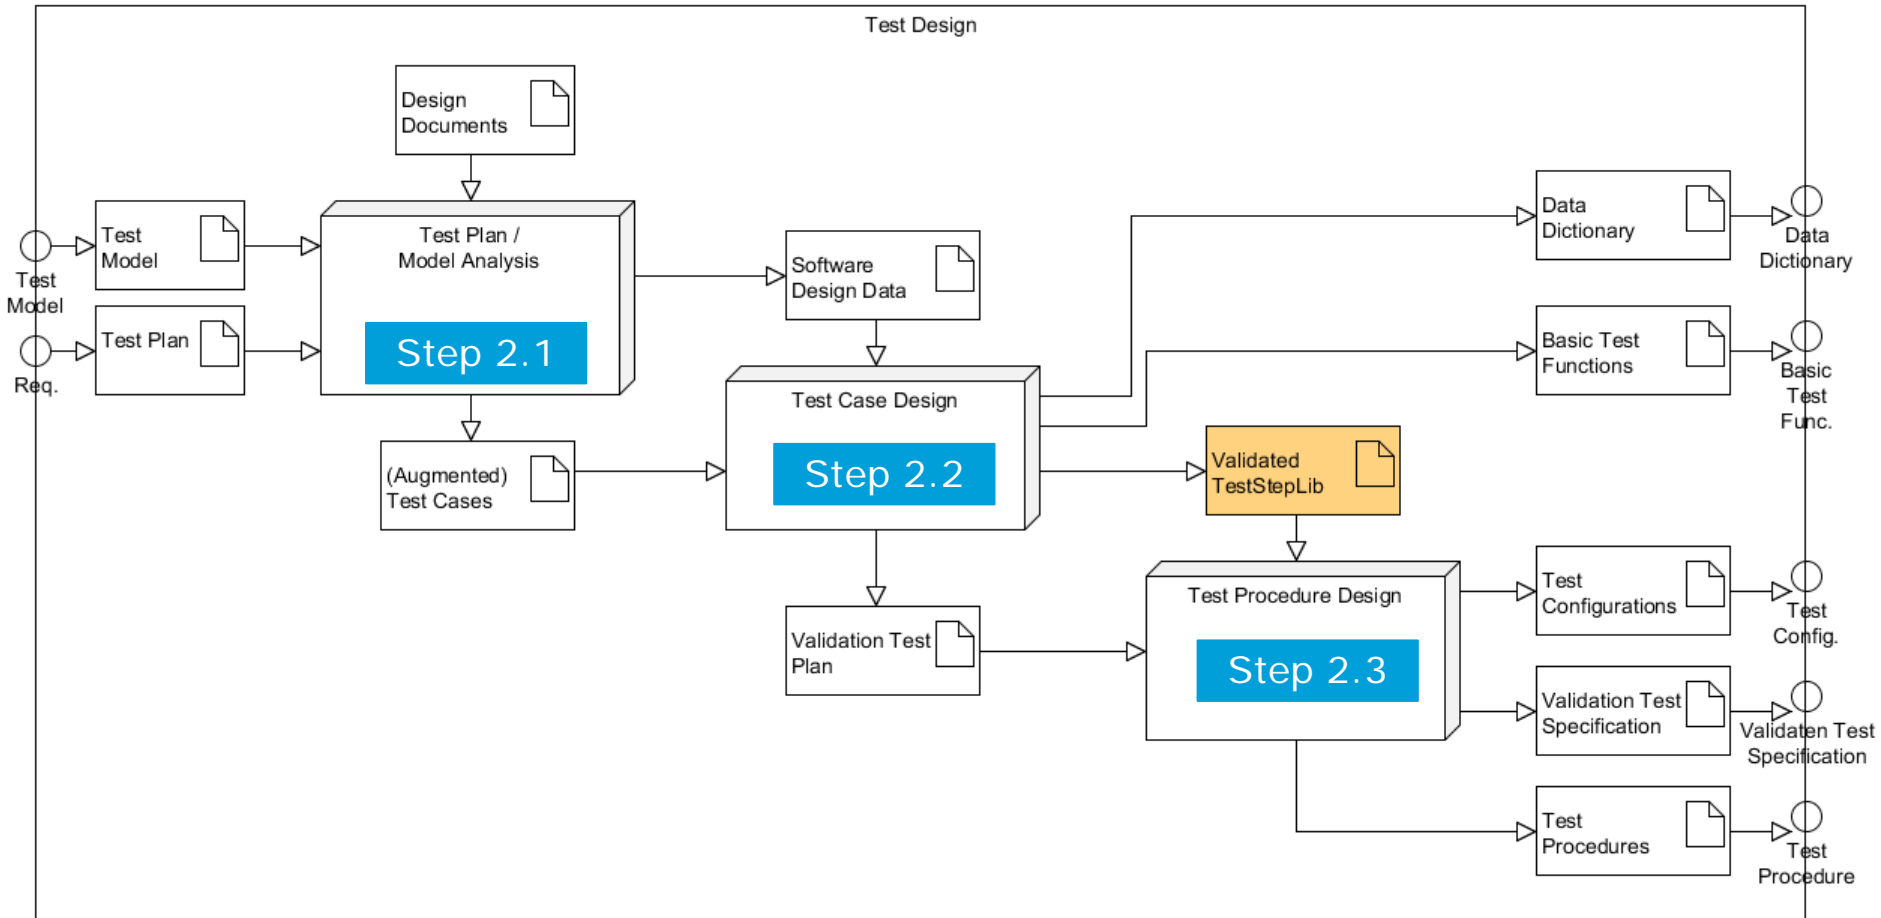 Test Design
Design
Documents
Test
Model
Test
Model
Test Plan
Req.
Test Plan /
Model Analysis
Step 2.1
Software
Design Data
(Augmented)
Test Cases
Test Case Design
Step 2.2
Data
Dictionary
Data
Dictionary
Basic Test
Functions
Basic
Test
Func.
Validated
TestStepLib
Validation Test
Plan
Test Procedure Design
Step 2.3
Test
Configurations
Test
Config.
Validation Test
Specification
Validaten Test
Specification
Test
Procedures
Test
Procedure